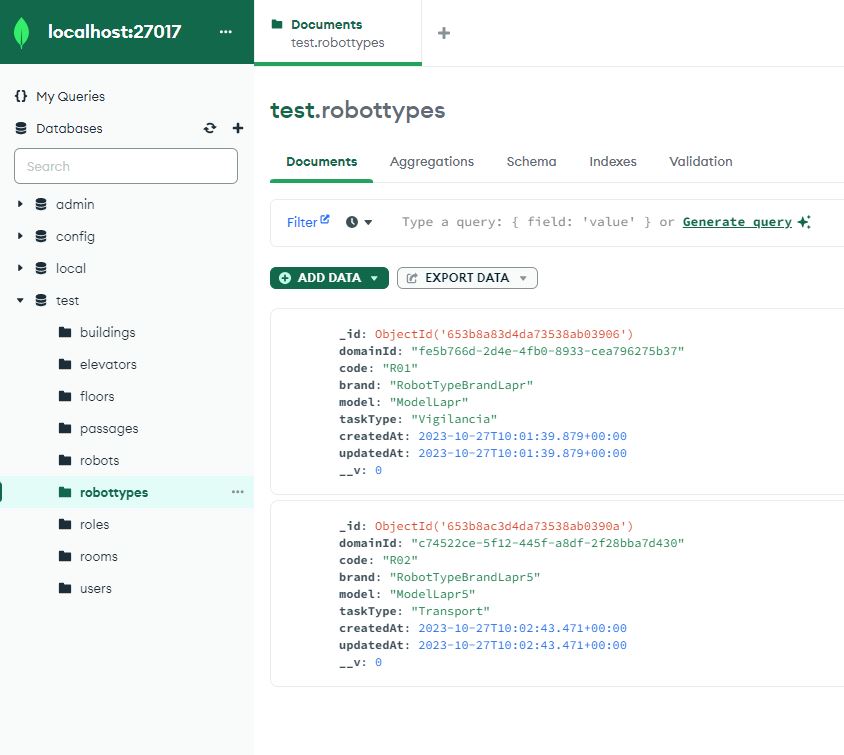 localhost:27017
Documents
test.robottypes
My Queries
Databases
Search
admin
config
local
test
buildings
elevators
floors
passages
robots
robottypes
roles
rooms
users
test.robottypes
Documents
Aggregations
Schema
Indexes
Validation
Filter
Type a query: { field: 'value' } or Generate query
ADD DATA
EXPORT DATA
_id: ObjectId('653b8a83d4da73538ab03906')
domainId: "fe5b766d-2d4e-4fb0-8933-cea796275b37"
code: "R01"
brand: "RobotTypeBrandLapr"
model: "ModelLapr"
taskType: "Vigilancia"
createdAt: 2023-10-27T10:01:39.879+00:00
updatedAt: 2023-10-27T10:01:39.879+00:00
__v: 0
_id: ObjectId('653b8ac3d4da73538ab0390a')
domainId: "c74522ce-5f12-445f-a8df-2f28bba7d430"
code: "R02"
brand: "RobotTypeBrandLapr5"
model: "ModelLapr5"
taskType: "Transport"
createdAt: 2023-10-27T10:02:43.471+00:00
updatedAt: 2023-10-27T10:02:43.471+00:00
__v: 0